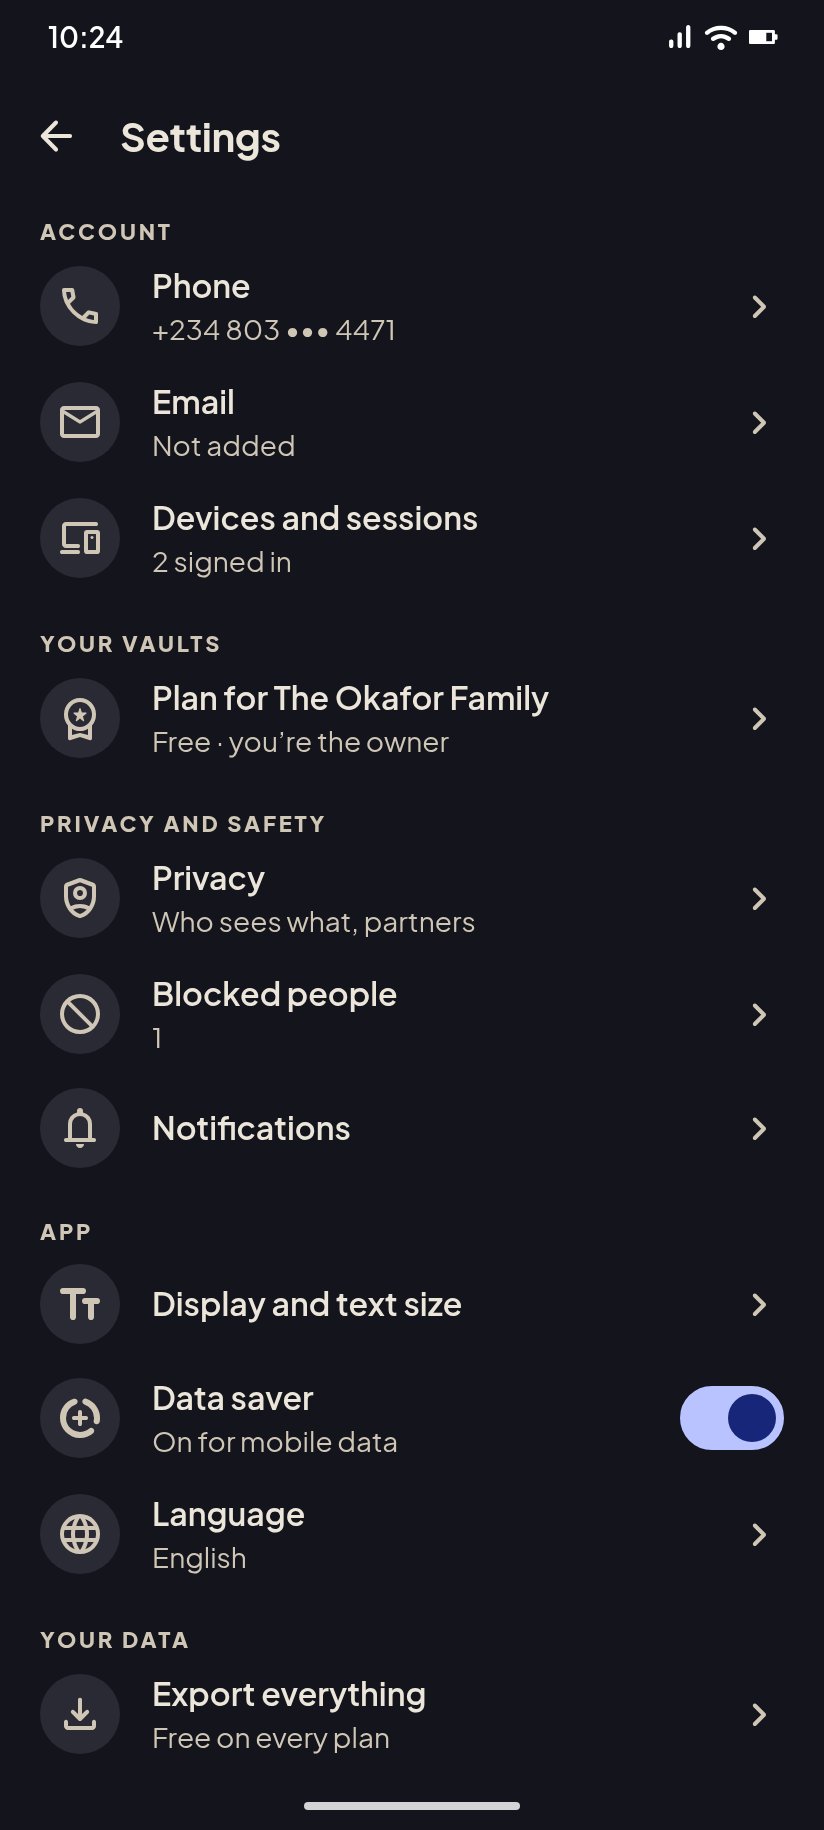 10:24
Settings
ACCOUNT
Phone
+234 803 ••• 4471
Email
Not added
Devices and sessions
2 signed in
YOUR VAULTS
Plan for The Okafor Family
Free · you’re the owner
PRIVACY AND SAFETY
Privacy
Who sees what, partners
Blocked people
1
Notifications
APP
Display and text size
Data saver
On for mobile data
Language
English
YOUR DATA
Export everything
Free on every plan